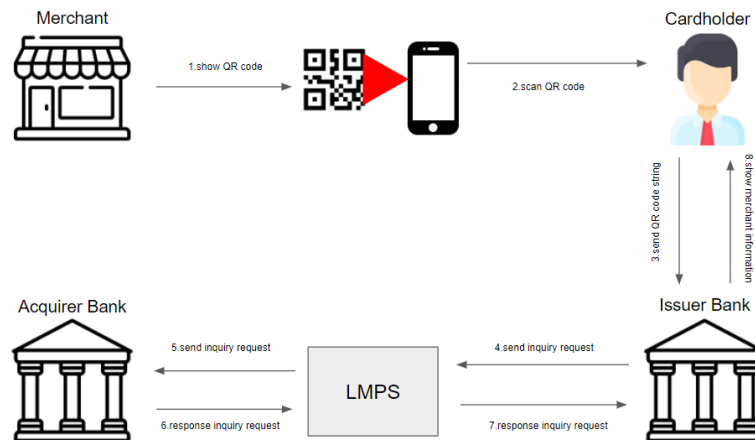 Merchant
Cardholder
1.show QR code
2.scan QR code
3.send QR code string
8.show merchant information
Acquirer Bank
Issuer Bank
5.send inquiry request
4.send inquiry request
LMPS
6.response inquiry request
7.response inquiry request